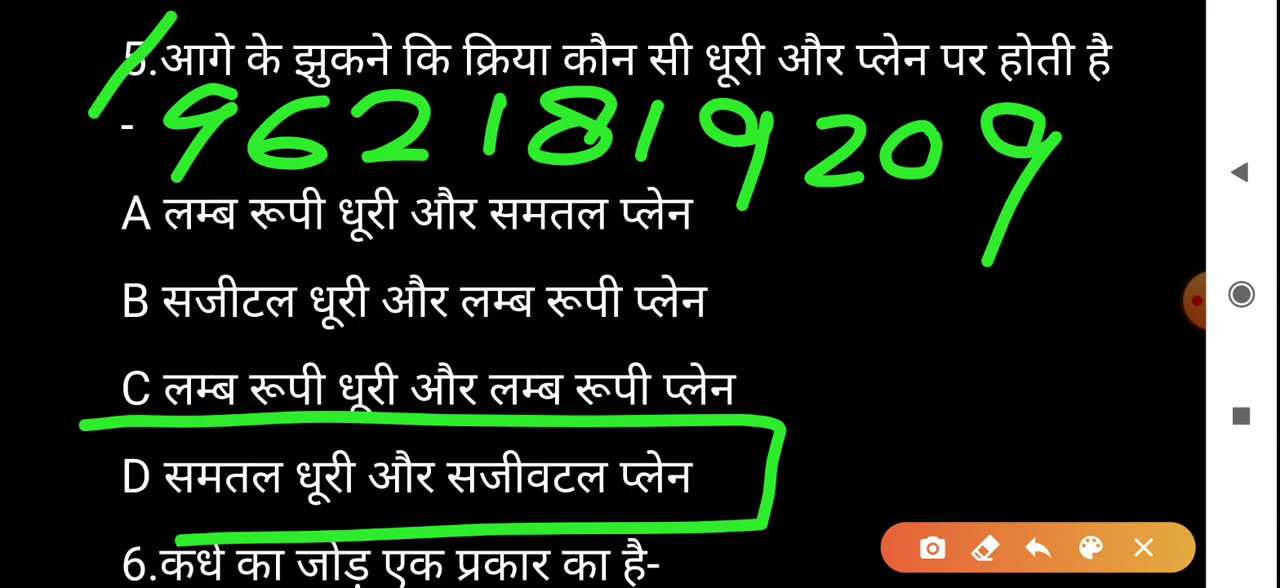 5.आगे के झुकने कि क्रिया कौन सी धूरी और प्लेन पर होती है
-
9621819209
A लम्ब रूपी धूरी और समतल प्लेन
B सजीटल धूरी और लम्ब रूपी प्लेन
C लम्ब रूपी धूरी और लम्ब रूपी प्लेन
D समतल धूरी और सजीवटल प्लेन
6.कधे का जोड़ एक प्रकार का है-